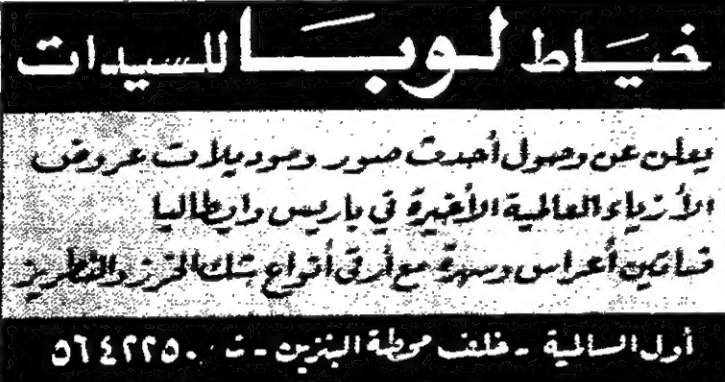 خياط لوبا للسيدات
يعلن عن وصول أحدث صور وموديلات عروض
الأزياء العالمية الأخيرة في باريس وايطاليا
فساتين أعراس وسهرة مع أرقى أنواع شك الخرز والتطريز
أول السالمية - خلف محطة البنزين - ت ٥٦٤٢٢٥٠